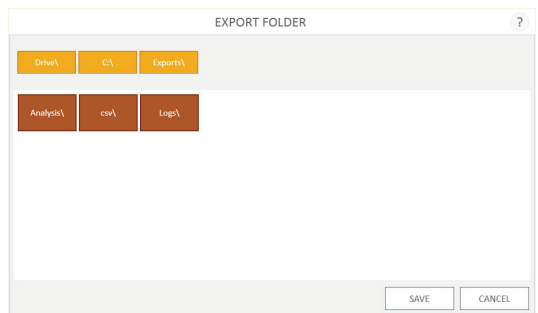 EXPORT FOLDER ?
Drive\ C:\ Exports\
Analysis\ csv\ Logs\
SAVE CANCEL